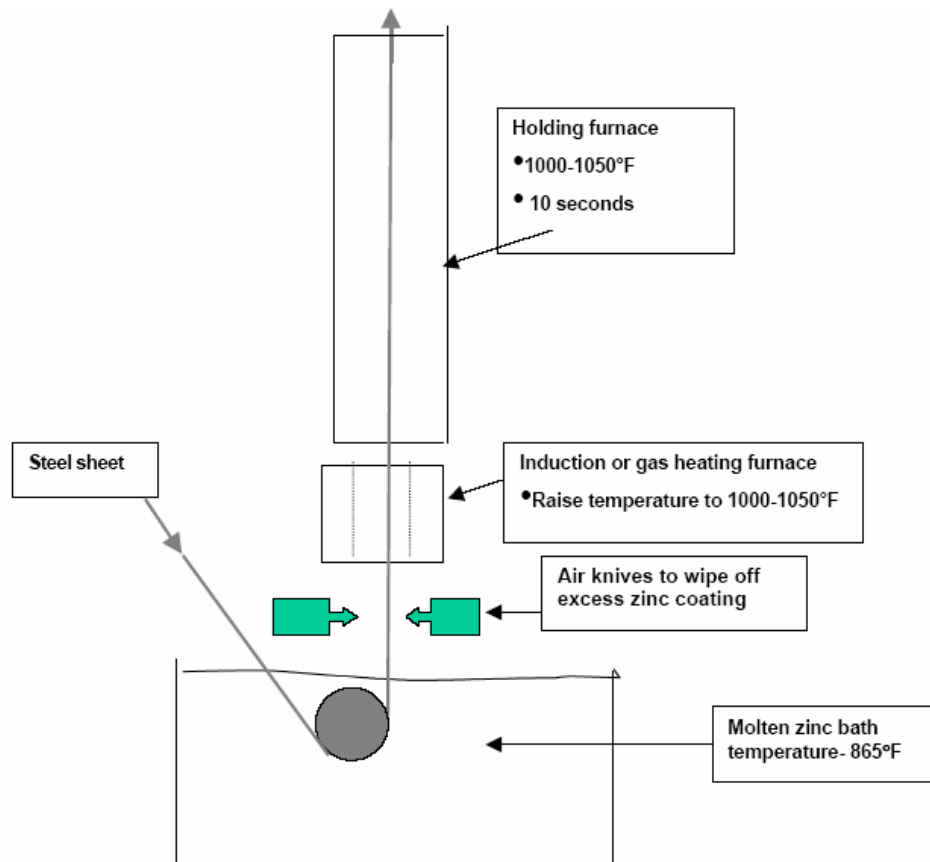 Holding furnace
•1000-1050°F
• 10 seconds
Steel sheet
Induction or gas heating furnace
•Raise temperature to 1000-1050°F
Air knives to wipe off
excess zinc coating
Molten zinc bath
temperature- 865°F